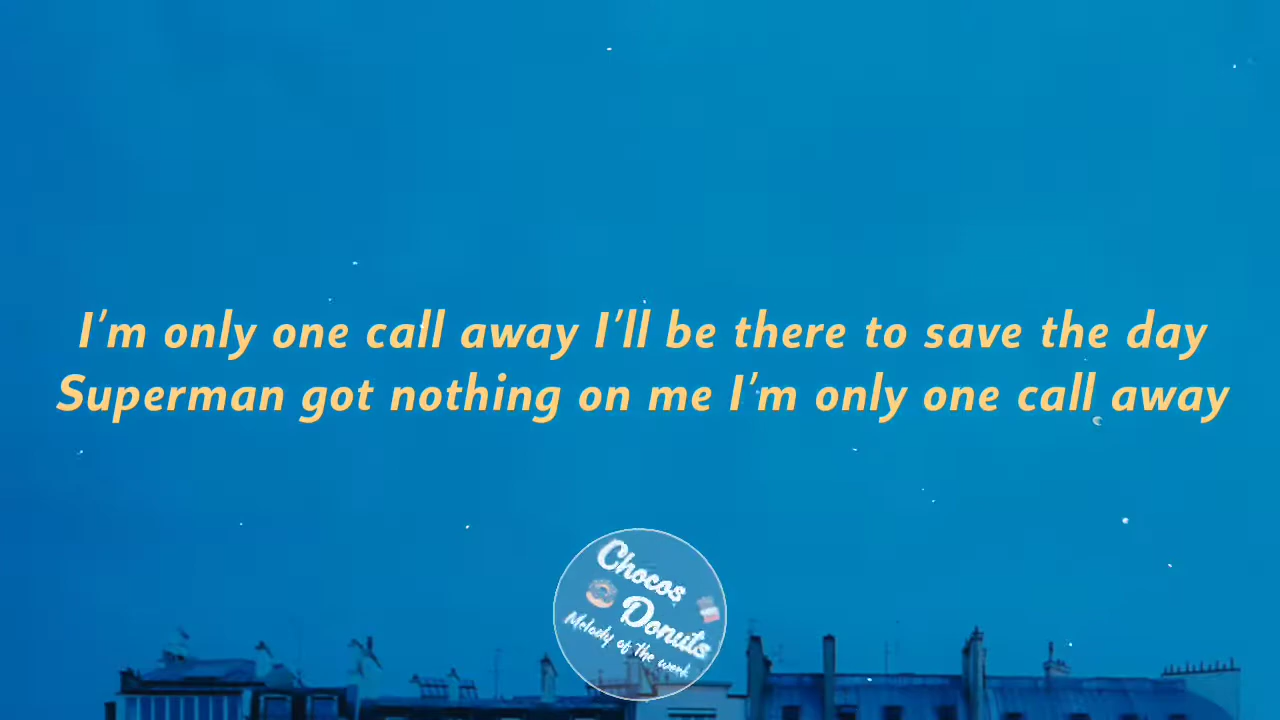 I'm only one call away I'll be there to save the day
Superman got nothing on me I'm only one call away
Chocos
Donuts
Melody of the week